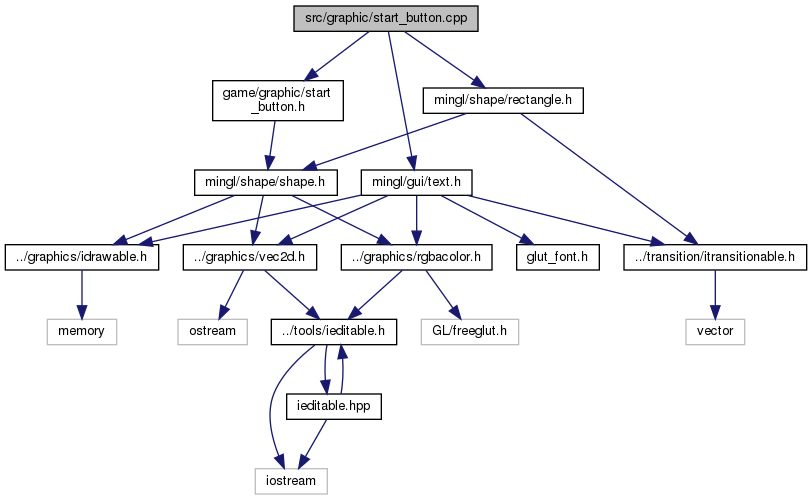 src/graphic/start_button.cpp
game/graphic/start
_button.h
mingl/shape/rectangle.h
mingl/shape/shape.h
mingl/gui/text.h
../graphics/idrawable.h
../graphics/vec2d.h
../graphics/rgbacolor.h
glut_font.h
../transition/itransitionable.h
memory
ostream
../tools/ieditable.h
GL/freeglut.h
vector
ieditable.hpp
iostream